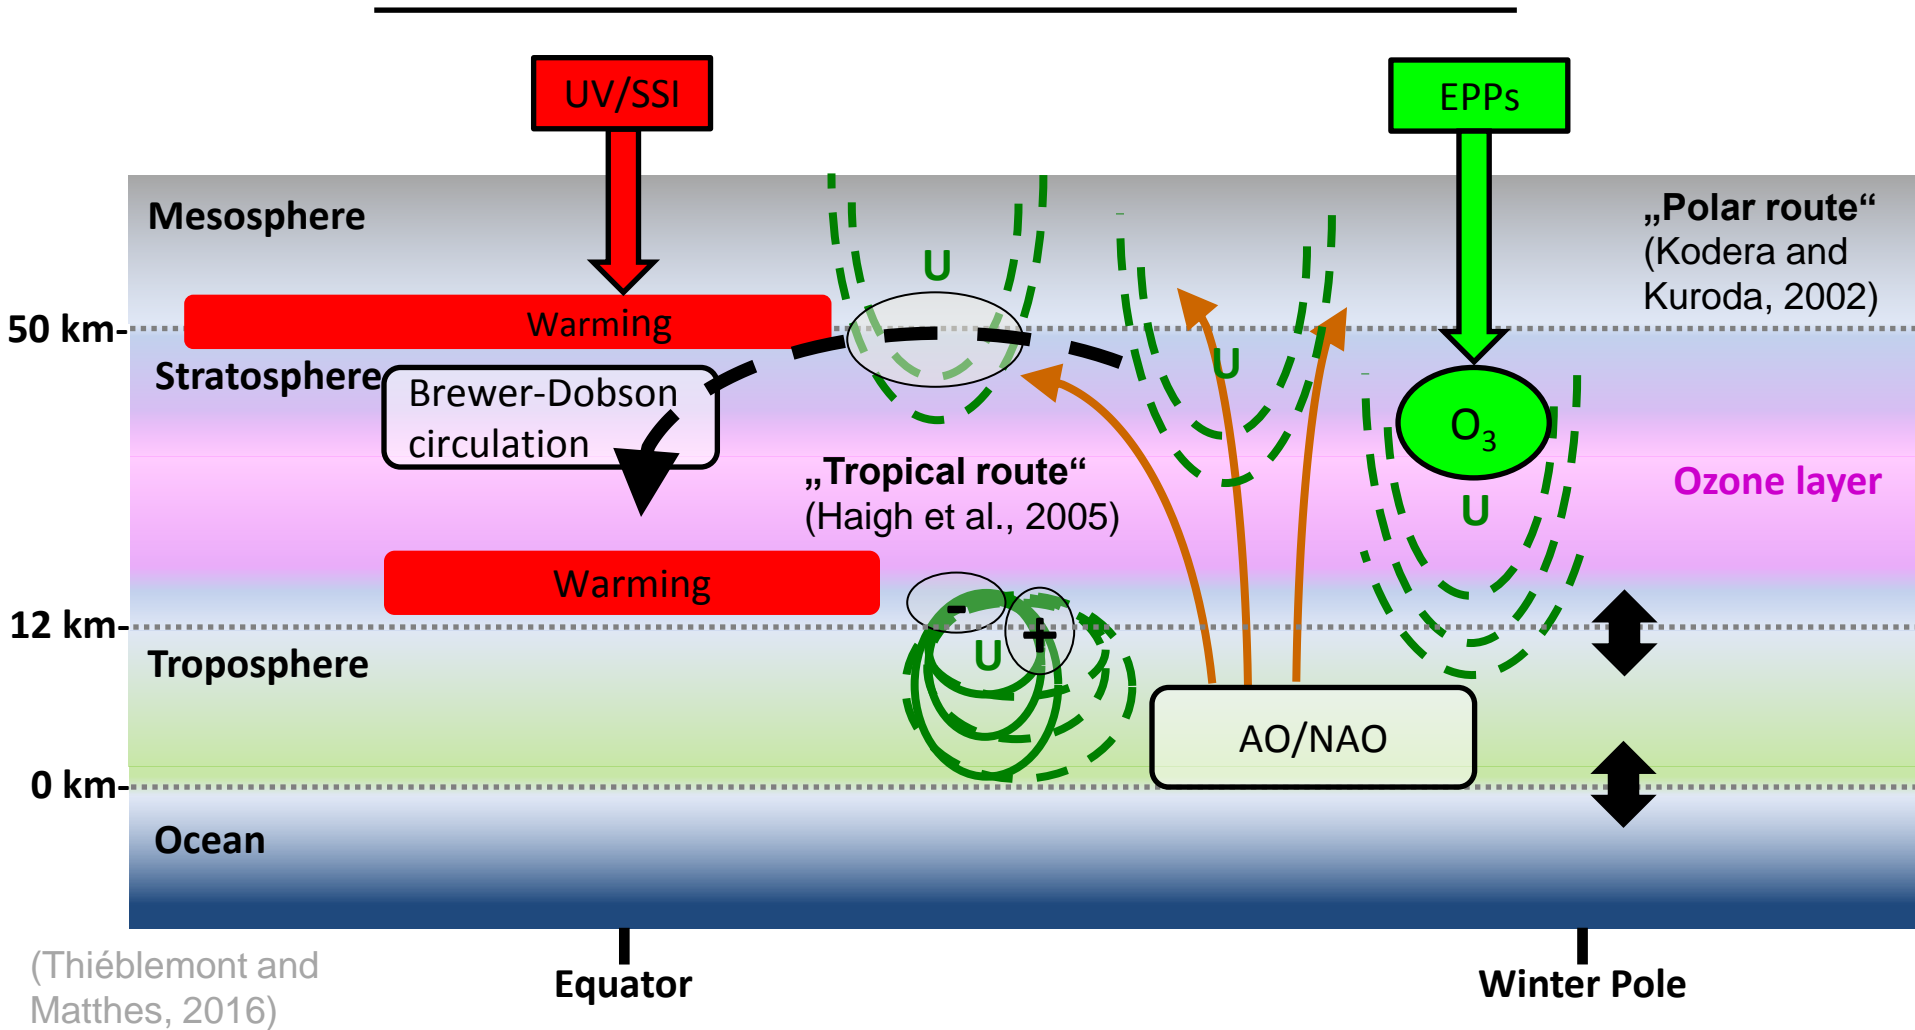 UV/SSI
EPPs
Mesosphere
„Polar route“
(Kodera and
Kuroda, 2002)
U
Warming
50 km-
Stratosphere
U
Brewer-Dobson
circulation
O₃
„Tropical route“
(Haigh et al., 2005)
Ozone layer
U
Warming
-
+
12 km-
Troposphere
U
AO/NAO
0 km-
Ocean
(Thiéblemont and
Matthes, 2016)
Equator
Winter Pole